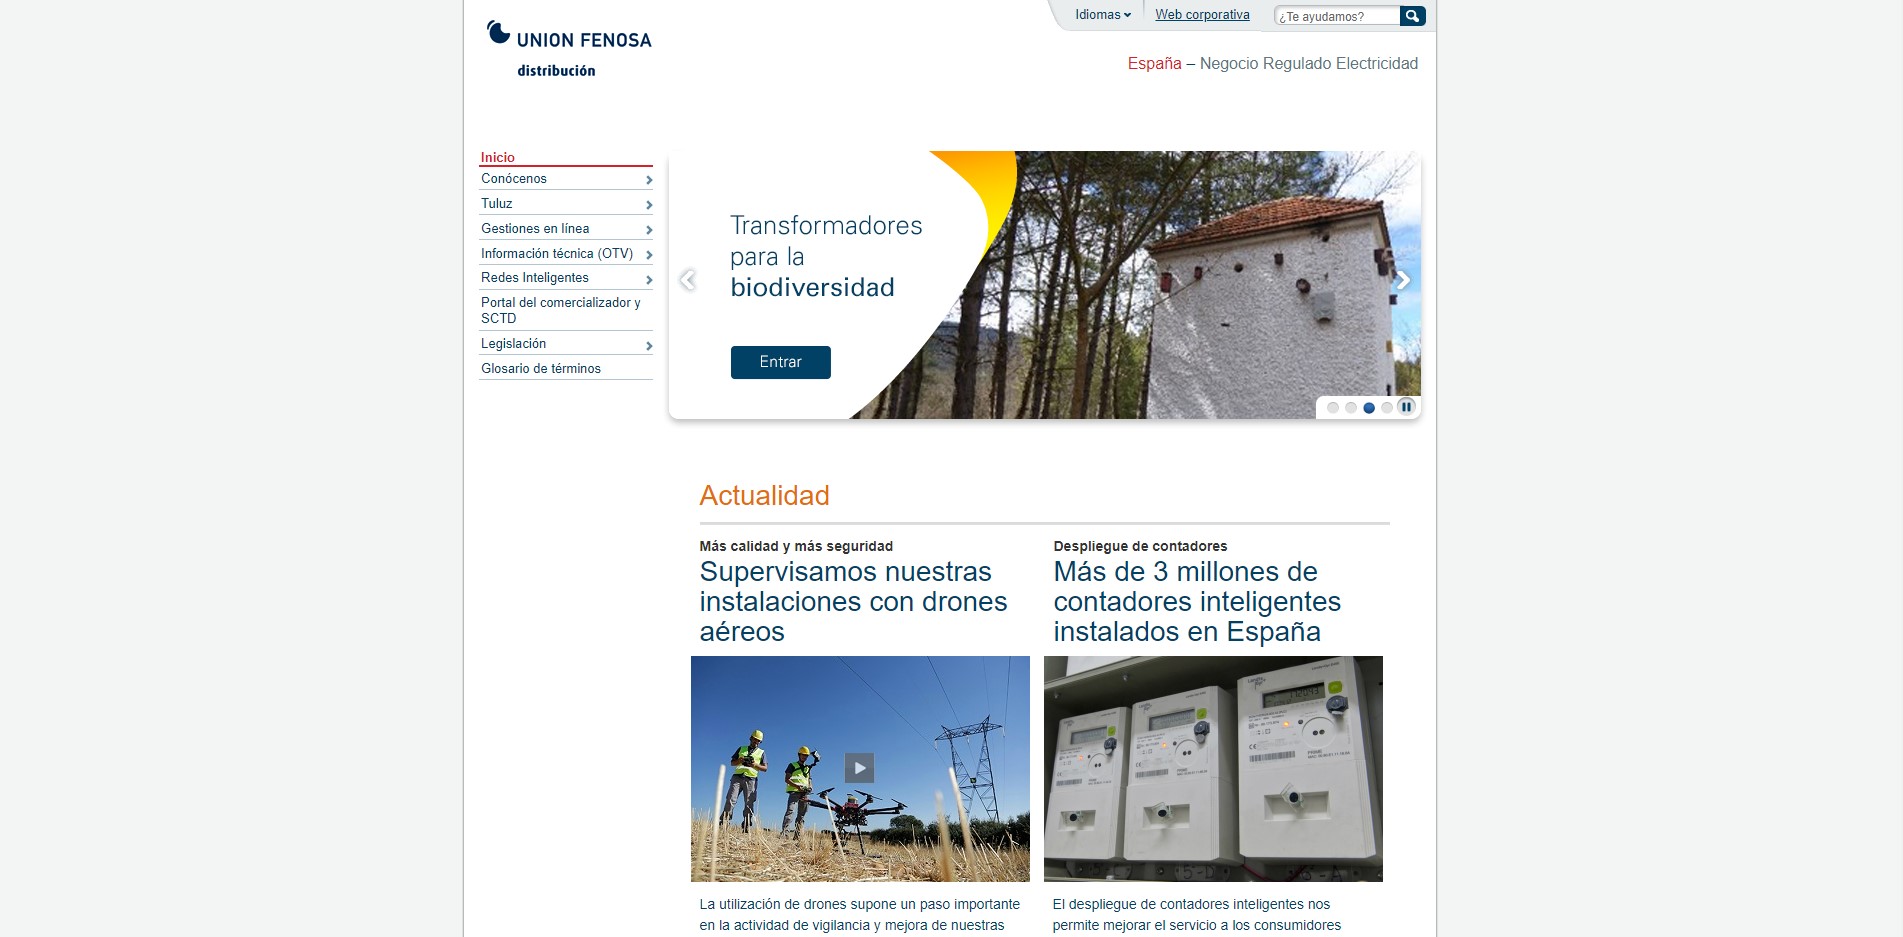 Idiomas
Web corporativa
¿Te ayudamos?
UNION FENOSA
distribución
España – Negocio Regulado Electricidad
Inicio
Conócenos
Tuluz
Gestiones en línea
Información técnica (OTV)
Redes Inteligentes
Portal del comercializador y
SCTD
Legislación
Glosario de términos
Transformadores
para la
biodiversidad
Entrar
Actualidad
Más calidad y más seguridad
Supervisamos nuestras
instalaciones con drones
aéreos
La utilización de drones supone un paso importante
en la actividad de vigilancia y mejora de nuestras
Despliegue de contadores
Más de 3 millones de
contadores inteligentes
instalados en España
El despliegue de contadores inteligentes nos
permite mejorar el servicio a los consumidores